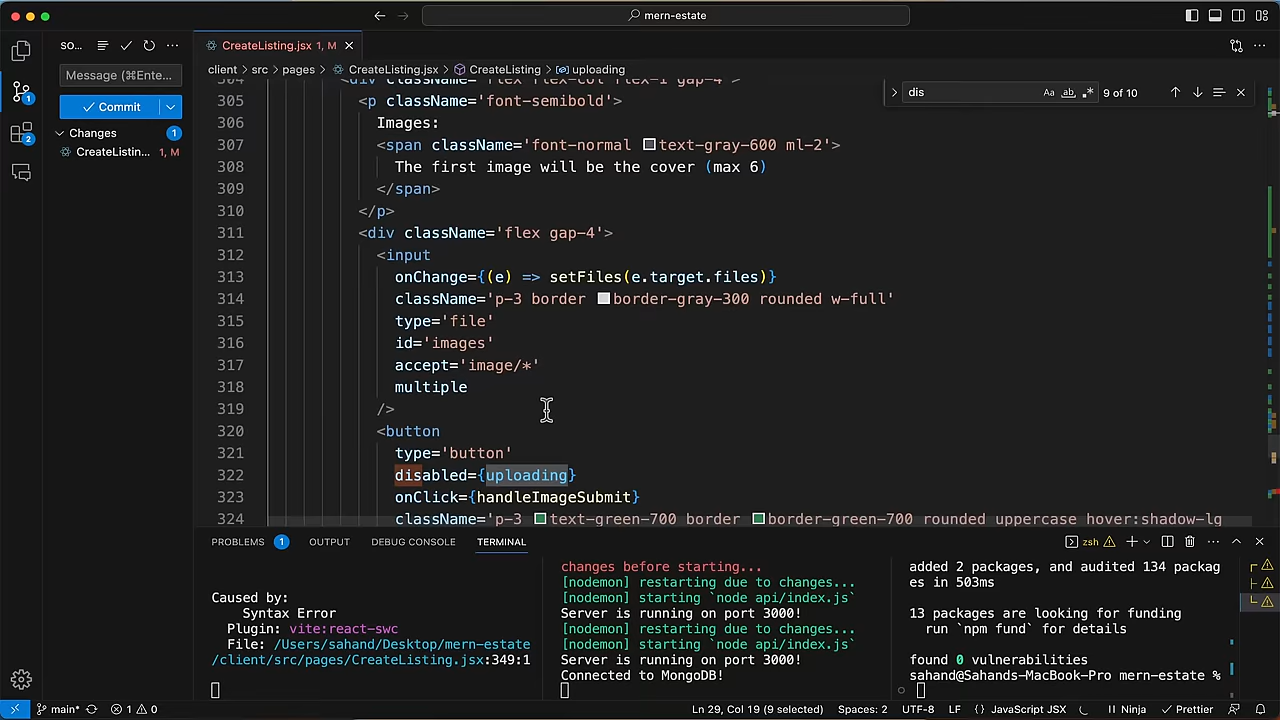 mern-estate
SO...
Message (⌘Ente...
Commit
Changes
1
CreateListin... 1, M
1
2
CreateListing.jsx 1, M
client > src > pages > CreateListing.jsx > CreateListing > uploading
dis
Aa ab .*
9 of 10
304 <div className='flex flex-col flex-1 gap-4'>
305 <p className='font-semibold'>
306 Images:
307 <span className='font-normal text-gray-600 ml-2'>
308 The first image will be the cover (max 6)
309 </span>
310 </p>
311 <div className='flex gap-4'>
312 <input
313 onChange={(e) => setFiles(e.target.files)}
314 className='p-3 border border-gray-300 rounded w-full'
315 type='file'
316 id='images'
317 accept='image/*'
318 multiple
319 />
320 <button
321 type='button'
322 disabled={uploading}
323 onClick={handleImageSubmit}
324 className='p-3 text-green-700 border border-green-700 rounded uppercase hover:shadow-lg
PROBLEMS 1 OUTPUT DEBUG CONSOLE TERMINAL
zsh
Caused by:
Syntax Error
Plugin: vite:react-swc
File: /Users/sahand/Desktop/mern-estate
/client/src/pages/CreateListing.jsx:349:1
changes before starting...
[nodemon] restarting due to changes...
[nodemon] starting `node api/index.js`
Server is running on port 3000!
[nodemon] restarting due to changes...
[nodemon] starting `node api/index.js`
Server is running on port 3000!
Connected to MongoDB!
added 2 packages, and audited 134 packag
es in 503ms
13 packages are looking for funding
run `npm fund` for details
found 0 vulnerabilities
sahand@Sahands-MacBook-Pro mern-estate %
main* 1 0 Ln 29, Col 19 (9 selected) Spaces: 2 UTF-8 LF {} JavaScript JSX Ninja Prettier